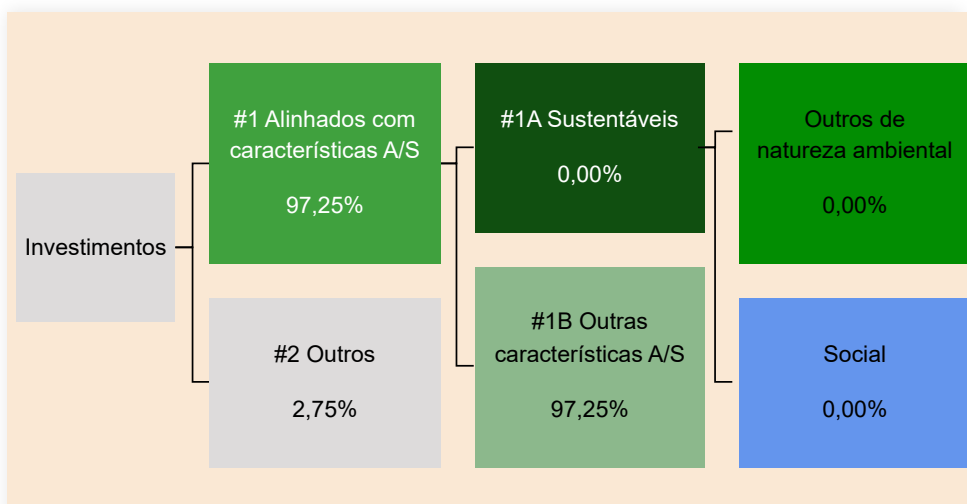 Investimentos
#1 Alinhados com
características A/S
97,25%
#2 Outros
2,75%
#1A Sustentáveis
0,00%
#1B Outras
características A/S
97,25%
Outros de
natureza ambiental
0,00%
Social
0,00%